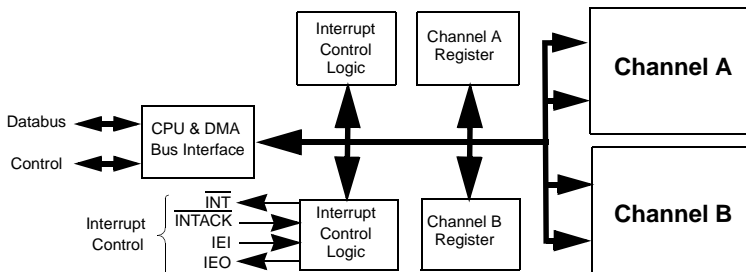 Interrupt
Control
Logic
Channel A
Register
Channel A
Databus
Control
CPU & DMA
Bus Interface
Interrupt
Control
INT
INTACK
IEI
IEO
Interrupt
Control
Logic
Channel B
Register
Channel B